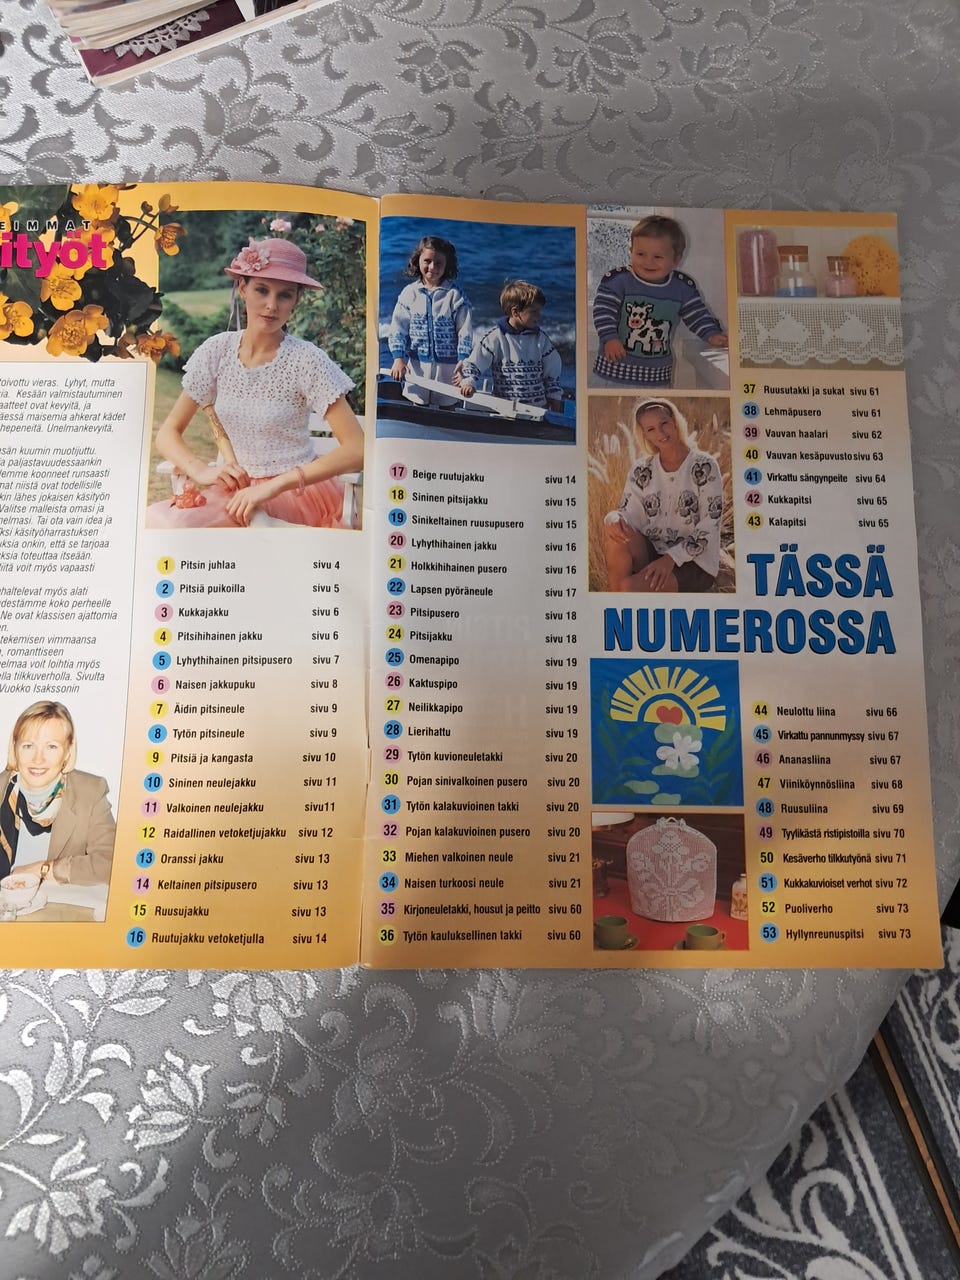 EIMMAT
ityöt
toivottu vieras. Lyhyt, mutta
Kesään valmistautuminen
aatteet ovat kevyitä, ja
maisemia ahkerat kädet
hepeneitä. Unelmankevyitä,
sän kuumin muotijuttu.
ja paljastavuudessaankin
lemme koonneet runsaasti
mat niistä ovat todellisille
kin lähes jokaisen käsityön
Valitse malleista omasi ja
nelmasi. Tai ota vain idea ja
ksi käsityöharrastuksen
uksia onkin, että se tarjoaa
ksia toteuttaa itseään.
iitä voit myös vapaasti
haltelevat myös alati
destämme koko perheelle
Ne ovat klassisen ajattomia
en.
tekemisen vimmaansa
romanttiseen
elmaa voit loihtia myös
lla tilkkuverholla. Sivulta
Vuokko Isakssonin
1 Pitsin juhlaa sivu 4
2 Pitsiä puikoilla sivu 5
3 Kukkajakku sivu 6
4 Pitsihihainen jakku sivu 6
5 Lyhythihainen pitsipusero sivu 7
6 Naisen jakkupuku sivu 8
7 Äidin pitsineule sivu 9
8 Tytön pitsineule sivu 9
9 Pitsiä ja kangasta sivu 10
10 Sininen neulejakku sivu 11
11 Valkoinen neulejakku sivu11
12 Raidallinen vetoketjujakku sivu 12
13 Oranssi jakku sivu 13
14 Keltainen pitsipusero sivu 13
15 Ruusujakku sivu 13
16 Ruutujakku vetoketjulla sivu 14
17 Beige ruutujakku sivu 14
18 Sininen pitsijakku sivu 15
19 Sinikeltainen ruusupusero sivu 15
20 Lyhythihainen jakku sivu 16
21 Holkkihihainen pusero sivu 16
22 Lapsen pyöräneule sivu 17
23 Pitsipusero sivu 18
24 Pitsijakku sivu 18
25 Omenapipo sivu 19
26 Kaktuspipo sivu 19
27 Neilikkapipo sivu 19
28 Lierihattu sivu 19
29 Tytön kuvioneuletakki sivu 20
30 Pojan sinivalkoinen pusero sivu 20
31 Tytön kalakuvioinen takki sivu 20
32 Pojan kalakuvioinen pusero sivu 20
33 Miehen valkoinen neule sivu 21
34 Naisen turkoosi neule sivu 21
35 Kirjoneuletakki, housut ja peitto sivu 60
36 Tytön kauluksellinen takki sivu 60
37 Ruusutakki ja sukat sivu 61
38 Lehmäpusero sivu 61
39 Vauvan haalari sivu 62
40 Vauvan kesäpuvusto sivu 63
41 Virkattu sängynpeite sivu 64
42 Kukkapitsi sivu 65
43 Kalapitsi sivu 65
TÄSSÄ
NUMEROSSA
44 Neulottu liina sivu 66
45 Virkattu pannunmyssy sivu 67
46 Ananasliina sivu 67
47 Viiniköynnösliina sivu 68
48 Ruusuliina sivu 69
49 Tyylikästä ristipistoilla sivu 70
50 Kesäverho tilkkutyönä sivu 71
51 Kukkakuvioiset verhot sivu 72
52 Puoliverho sivu 73
53 Hyllynreunuspitsi sivu 73